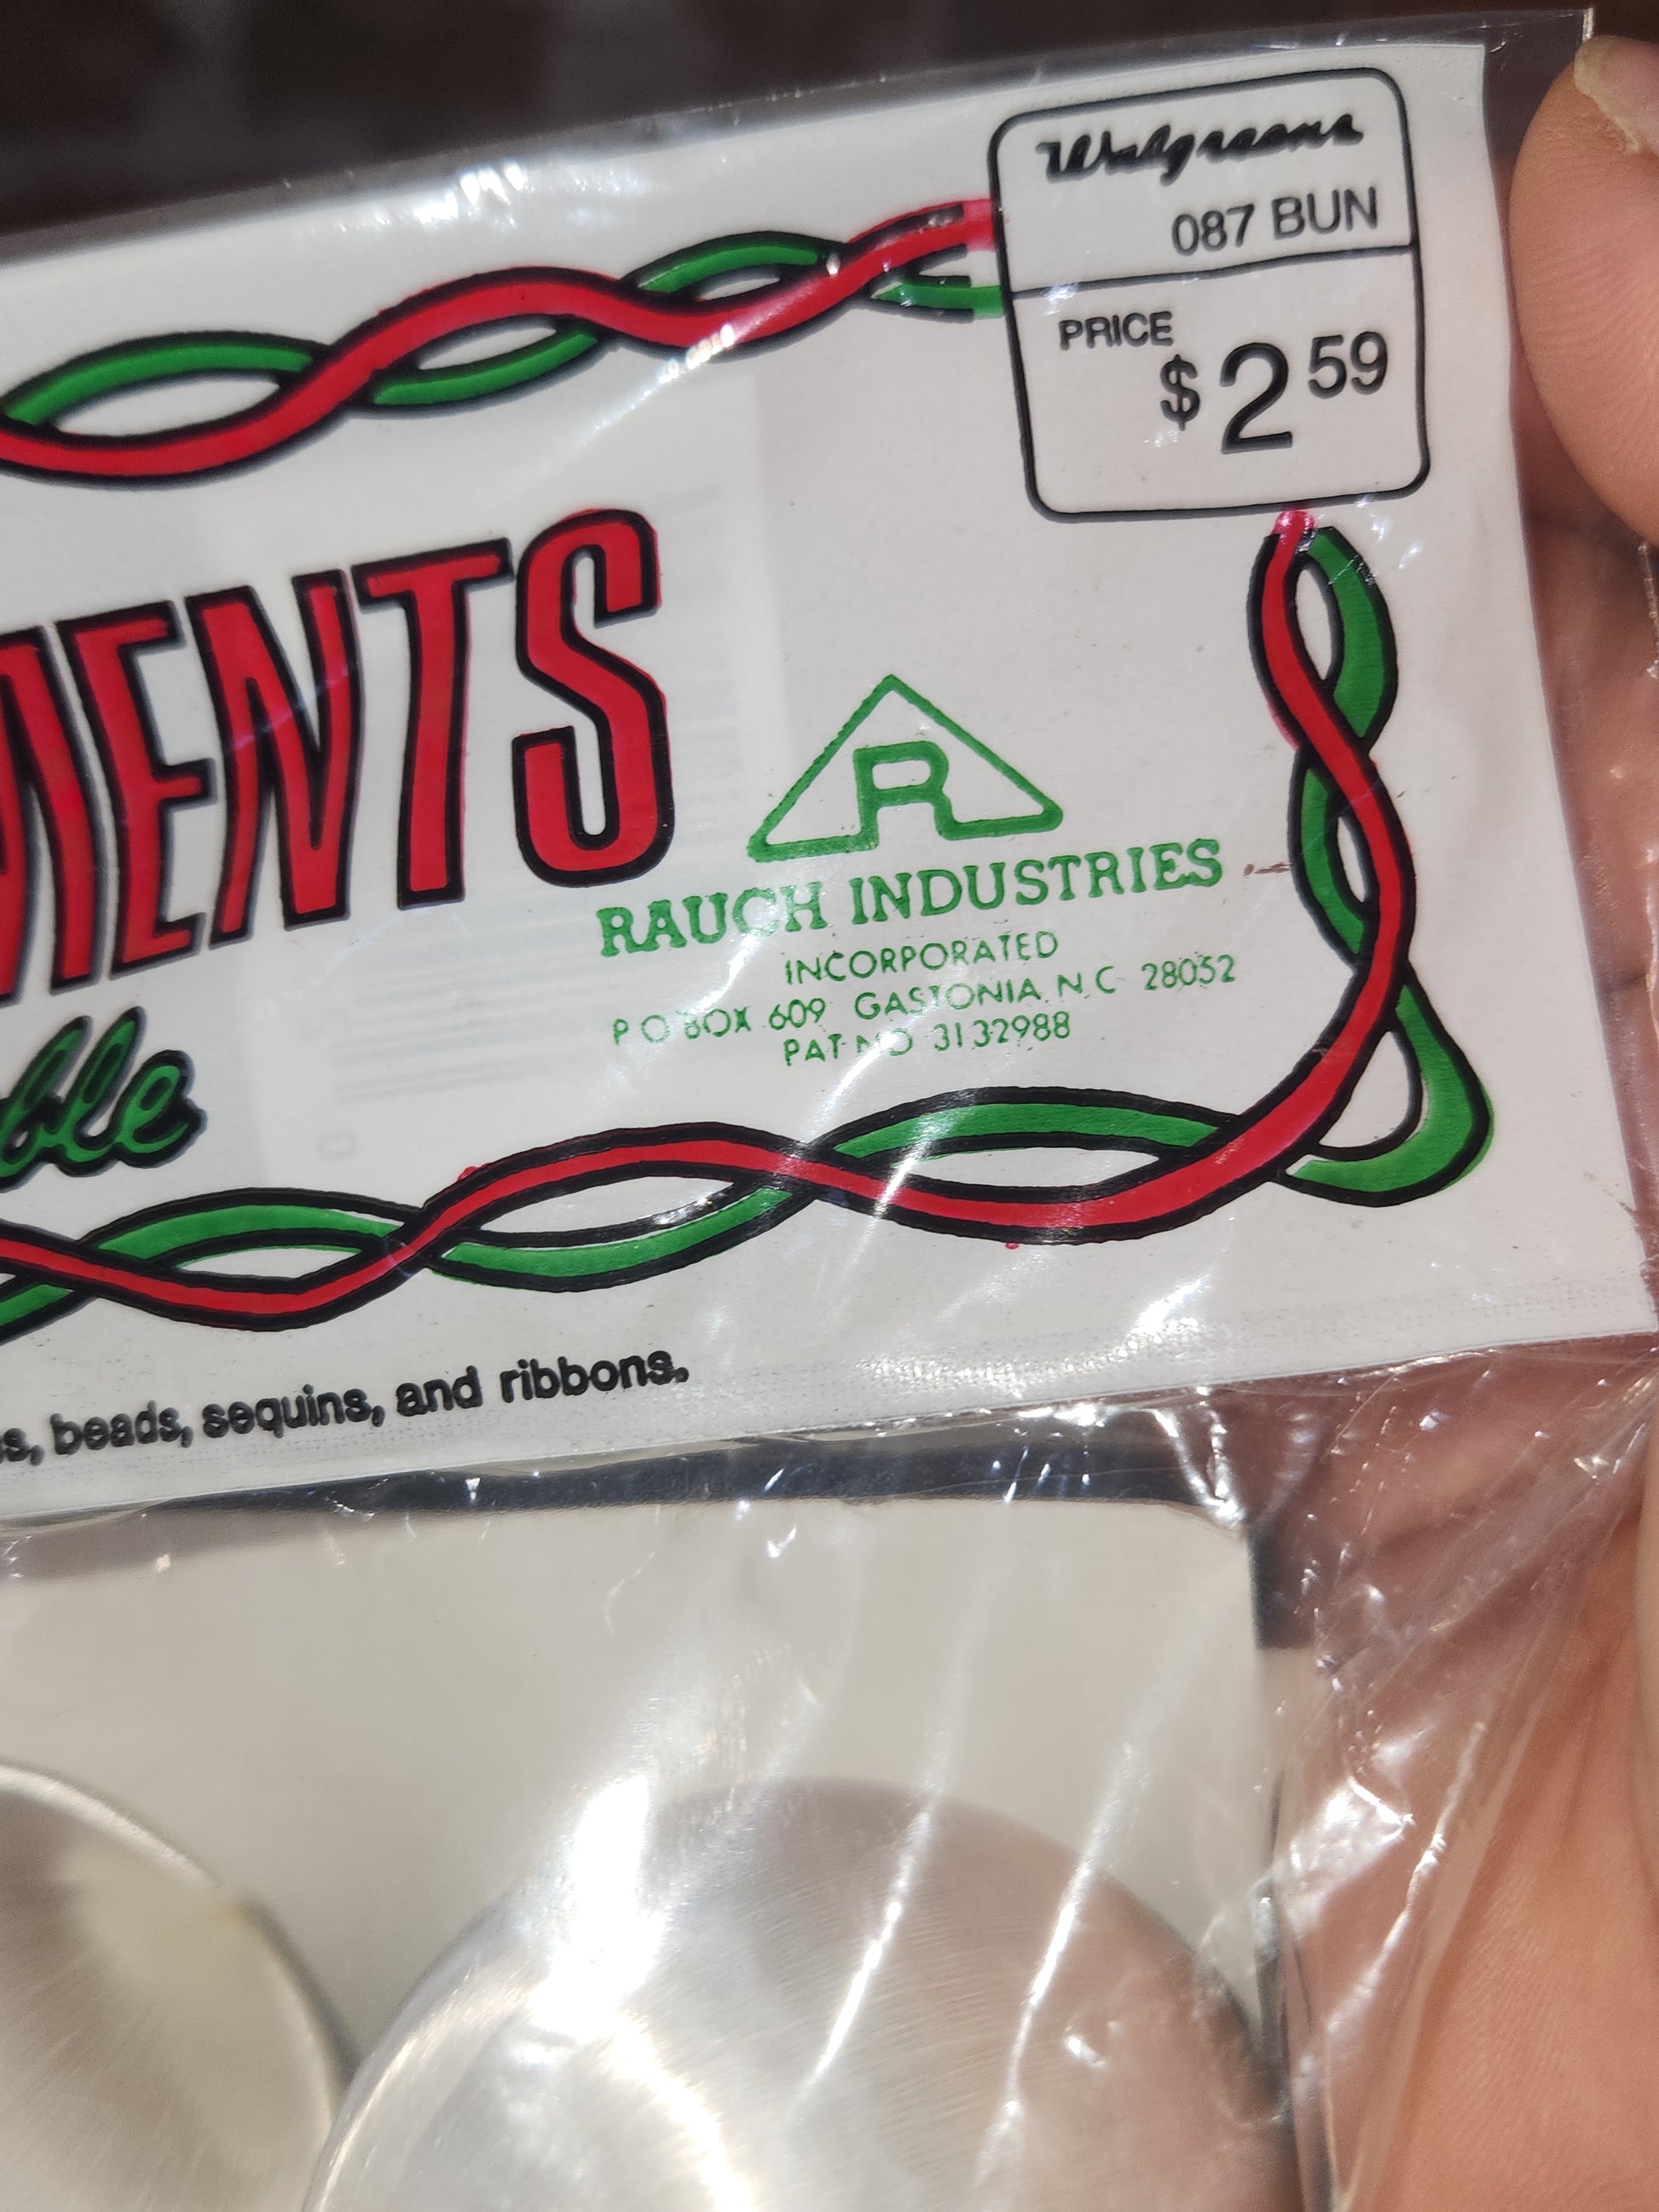 Walgreens
087 BUN
PRICE
$2 59
MENTS
R
RAUCH INDUSTRIES
INCORPORATED
P O BOX 609 GASTONIA, N.C. 28052
PAT NO 3132988
ble
s, beads, sequins, and ribbons.